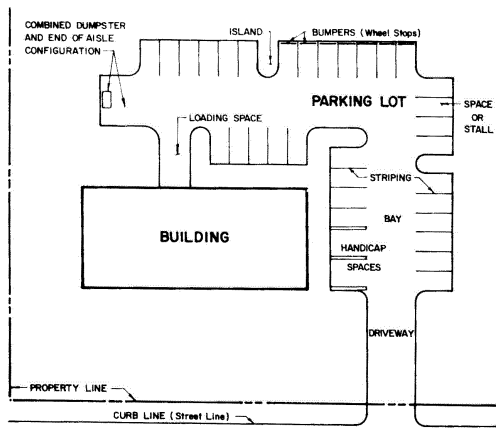 COMBINED DUMPSTER
AND END OF AISLE
CONFIGURATION
ISLAND
BUMPERS (Wheel Stops)
PARKING LOT
SPACE
OR
STALL
LOADING SPACE
STRIPING
BUILDING
BAY
HANDICAP
SPACES
DRIVEWAY
PROPERTY LINE
CURB LINE (Street Line)